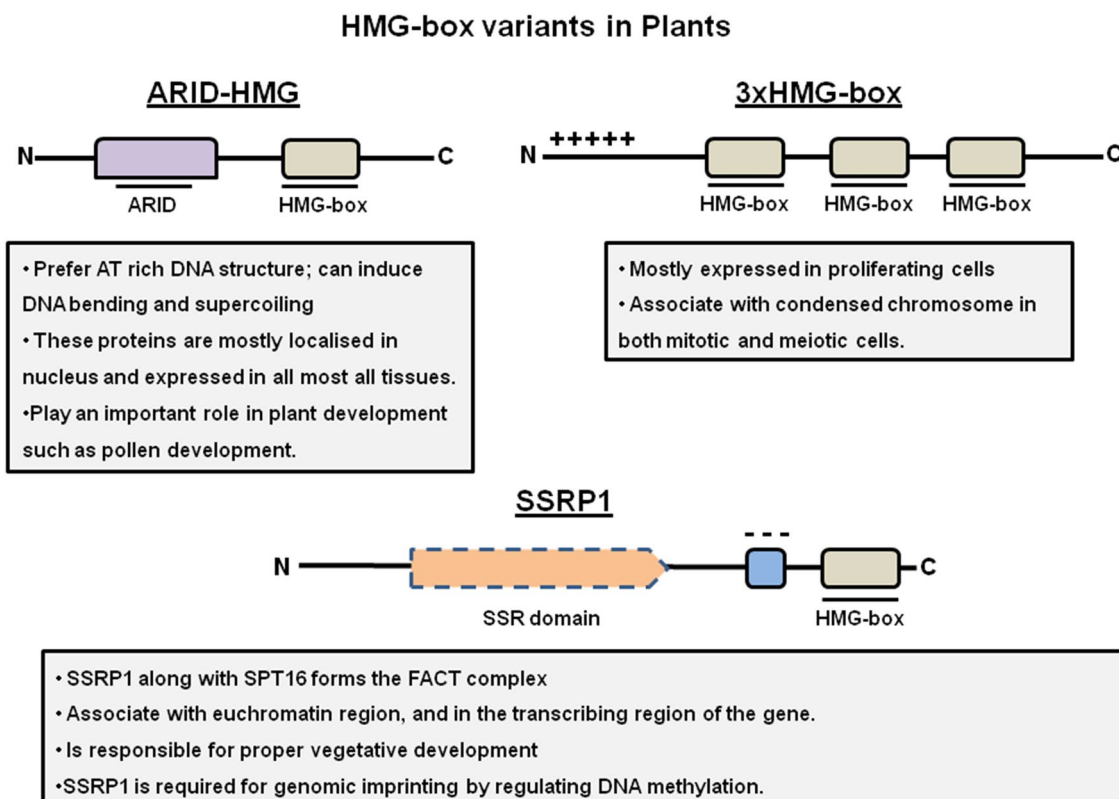 HMG-box variants in Plants
ARID-HMG
N
C
ARID
HMG-box
• Prefer AT rich DNA structure; can induce
DNA bending and supercoiling
• These proteins are mostly localised in
nucleus and expressed in all most all tissues.
•Play an important role in plant development
such as pollen development.
3xHMG-box
N
+++++
C
HMG-box
HMG-box
HMG-box
• Mostly expressed in proliferating cells
• Associate with condensed chromosome in
both mitotic and meiotic cells.
SSRP1
N
- - -
C
SSR domain
HMG-box
• SSRP1 along with SPT16 forms the FACT complex
• Associate with euchromatin region, and in the transcribing region of the gene.
• Is responsible for proper vegetative development
•SSRP1 is required for genomic imprinting by regulating DNA methylation.